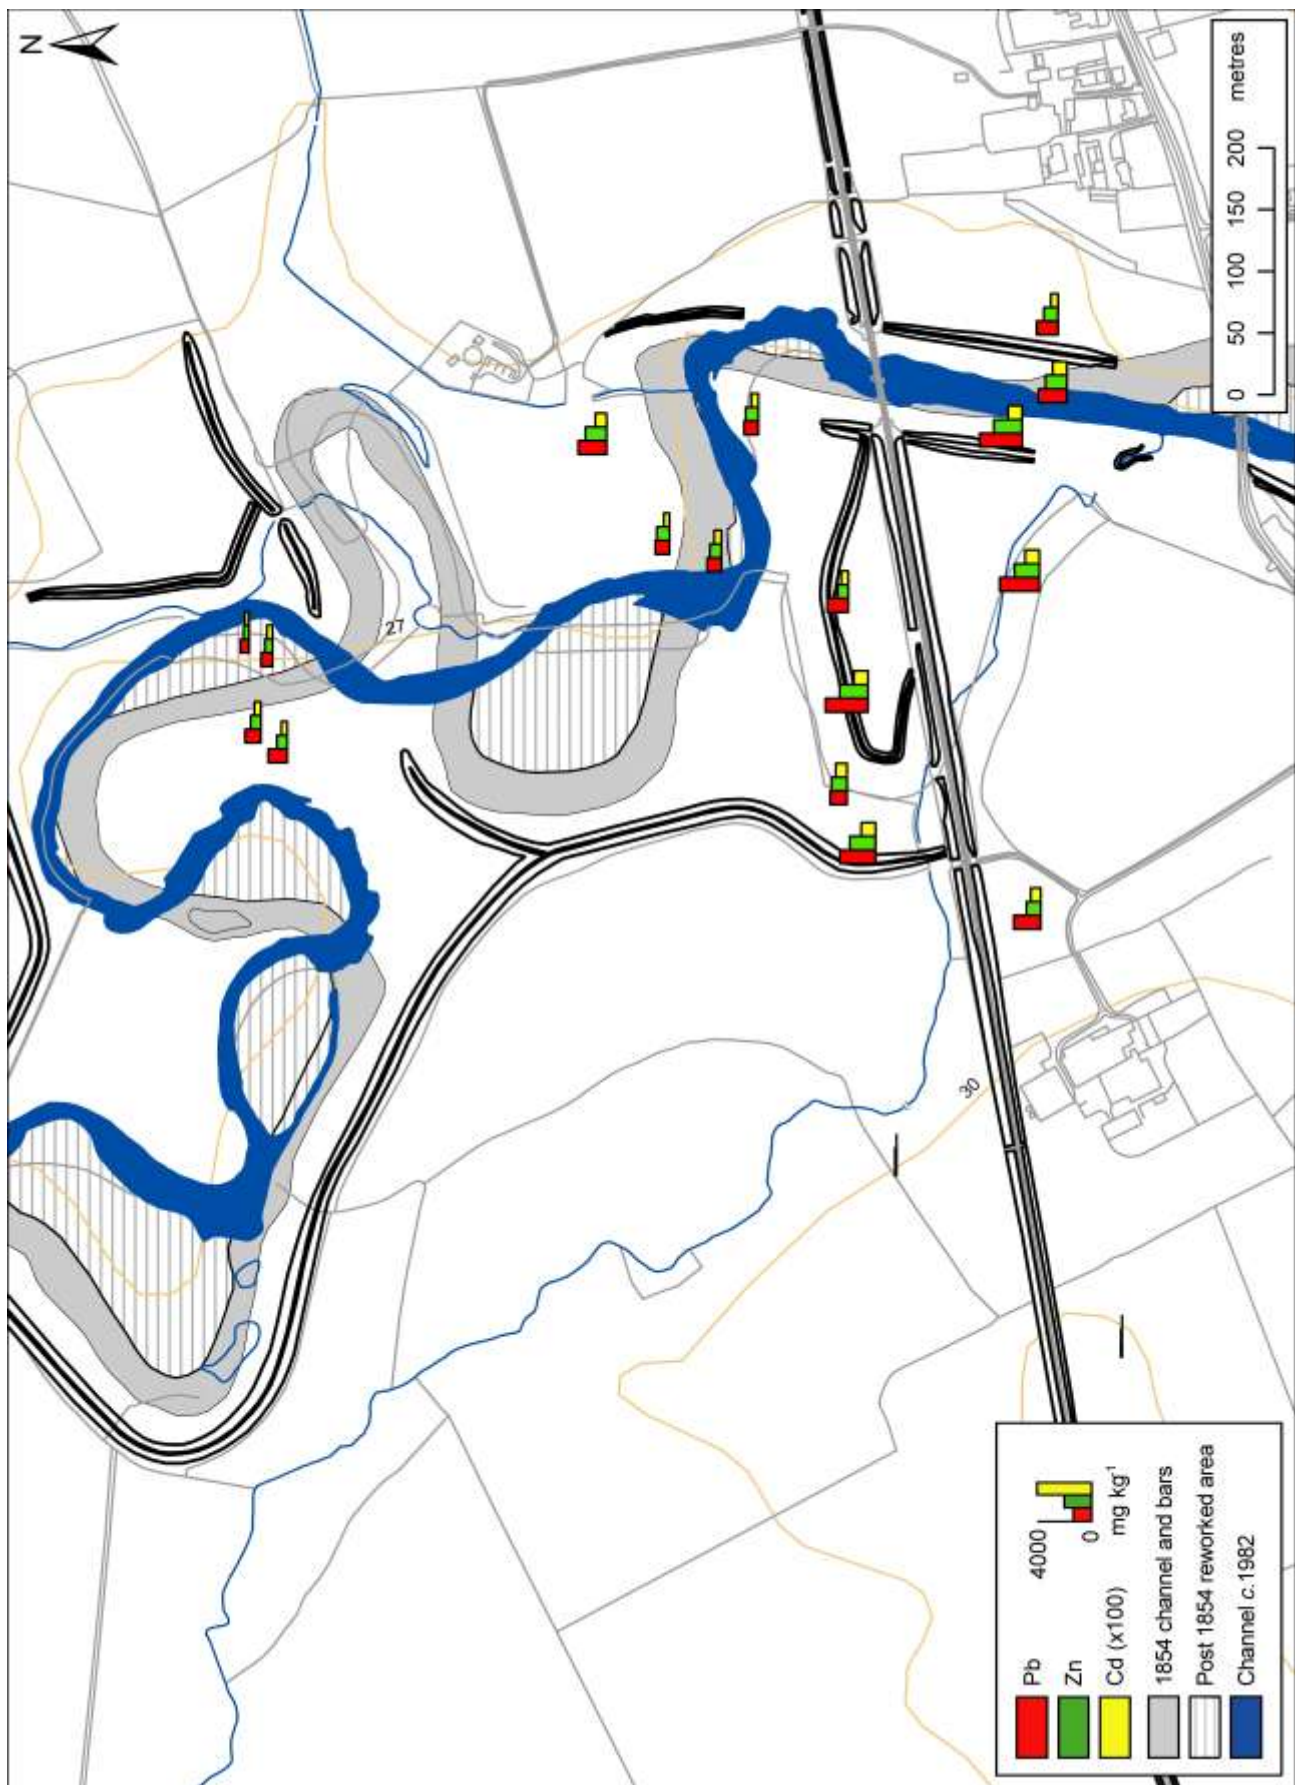 N
27
30
0 50 100 150 200 metres
Pb
Zn
Cd (x100)
4000
0
mg kg⁻¹
1854 channel and bars
Post 1854 reworked area
Channel c.1982